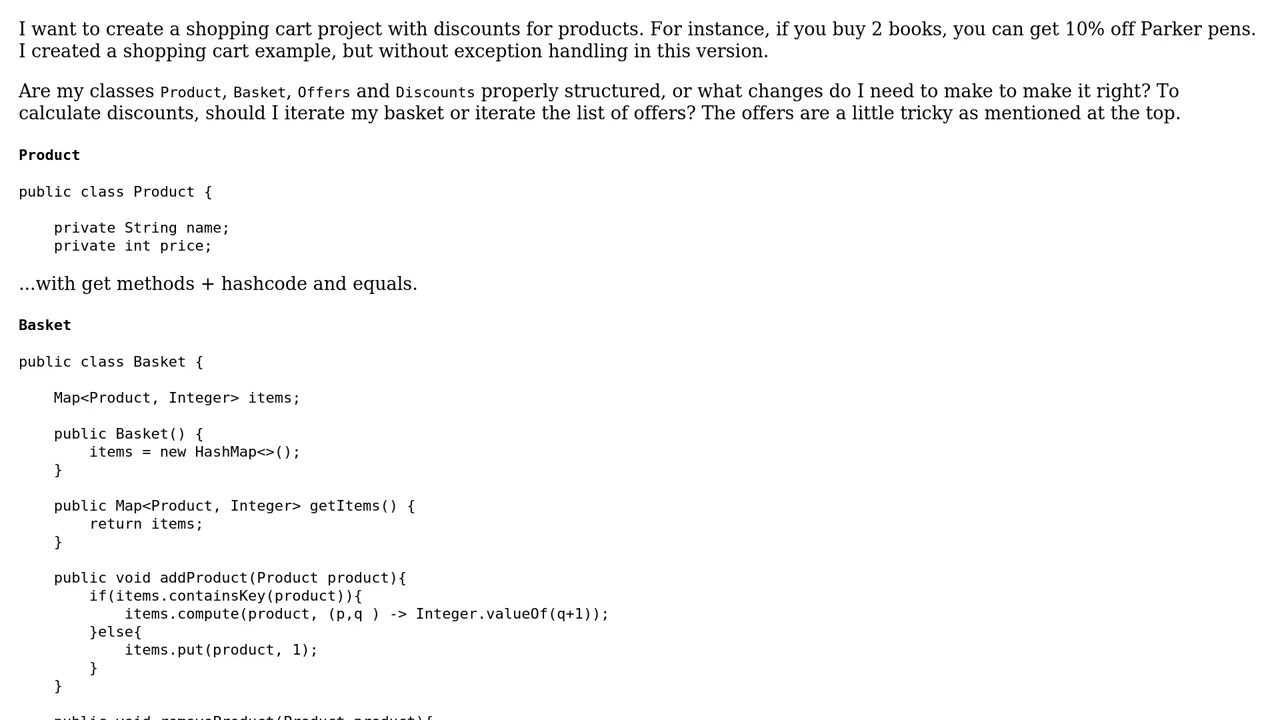 I want to create a shopping cart project with discounts for products. For instance, if you buy 2 books, you can get 10% off Parker pens.
I created a shopping cart example, but without exception handling in this version.
Are my classes Product, Basket, Offers and Discounts properly structured, or what changes do I need to make to make it right? To
calculate discounts, should I iterate my basket or iterate the list of offers? The offers are a little tricky as mentioned at the top.
Product
public class Product {
    private String name;
    private int price;
...with get methods + hashcode and equals.
Basket
public class Basket {
    Map<Product, Integer> items;
    public Basket() {
        items = new HashMap<>();
    }
    public Map<Product, Integer> getItems() {
        return items;
    }
    public void addProduct(Product product){
        if(items.containsKey(product)){
            items.compute(product, (p,q ) -> Integer.valueOf(q+1));
        }else{
            items.put(product, 1);
        }
    }
    public void removeProduct(Product product){